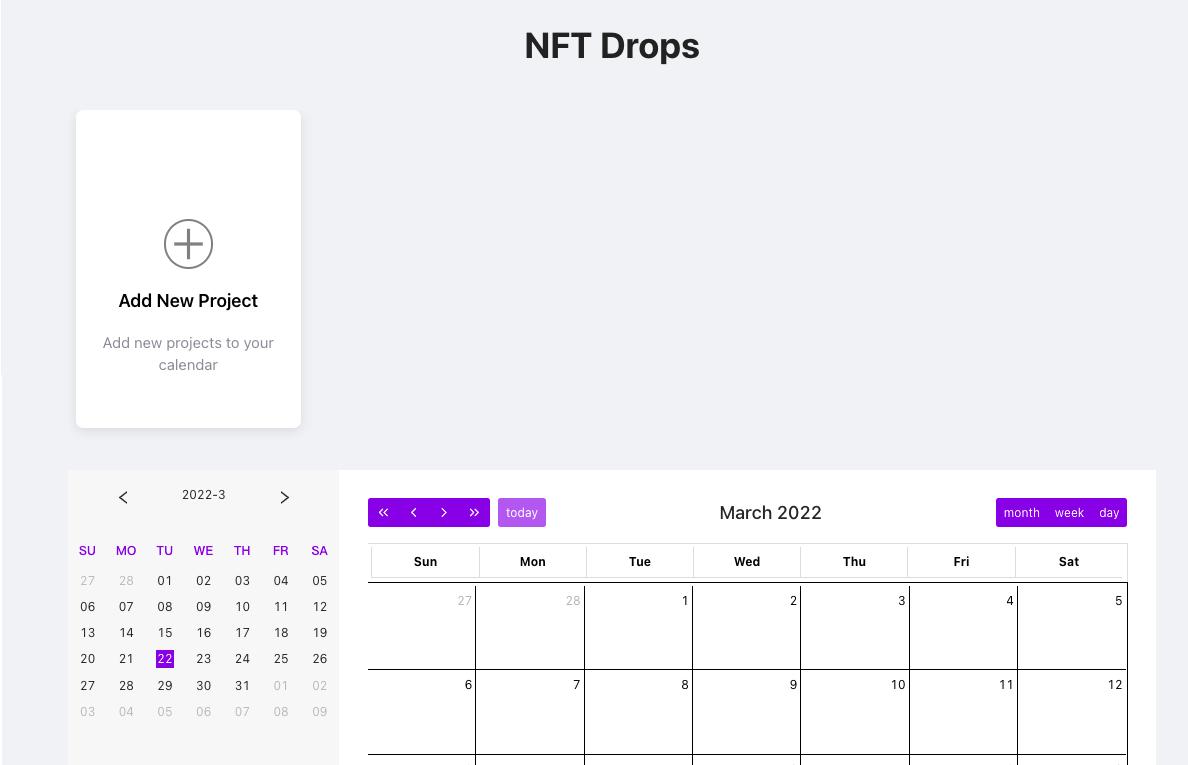 NFT Drops
Add New Project
Add new projects to your
calendar
2022-3
SU MO TU WE TH FR SA
27 28 01 02 03 04 05
06 07 08 09 10 11 12
13 14 15 16 17 18 19
20 21 22 23 24 25 26
27 28 29 30 31 01 02
03 04 05 06 07 08 09
today
March 2022
month week day
Sun Mon Tue Wed Thu Fri Sat
27 28 1 2 3 4 5
6 7 8 9 10 11 12